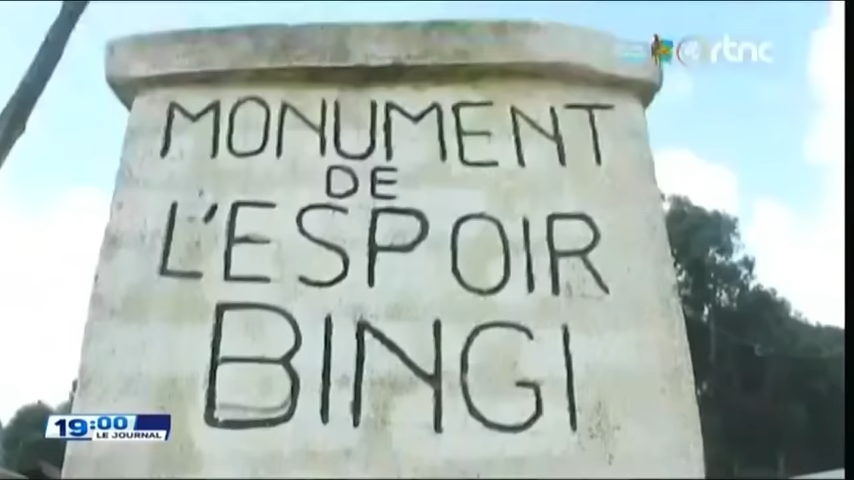 rtnc
MONUMENT
DE
L'ESPOIR
BINGI
19:00
LE JOURNAL